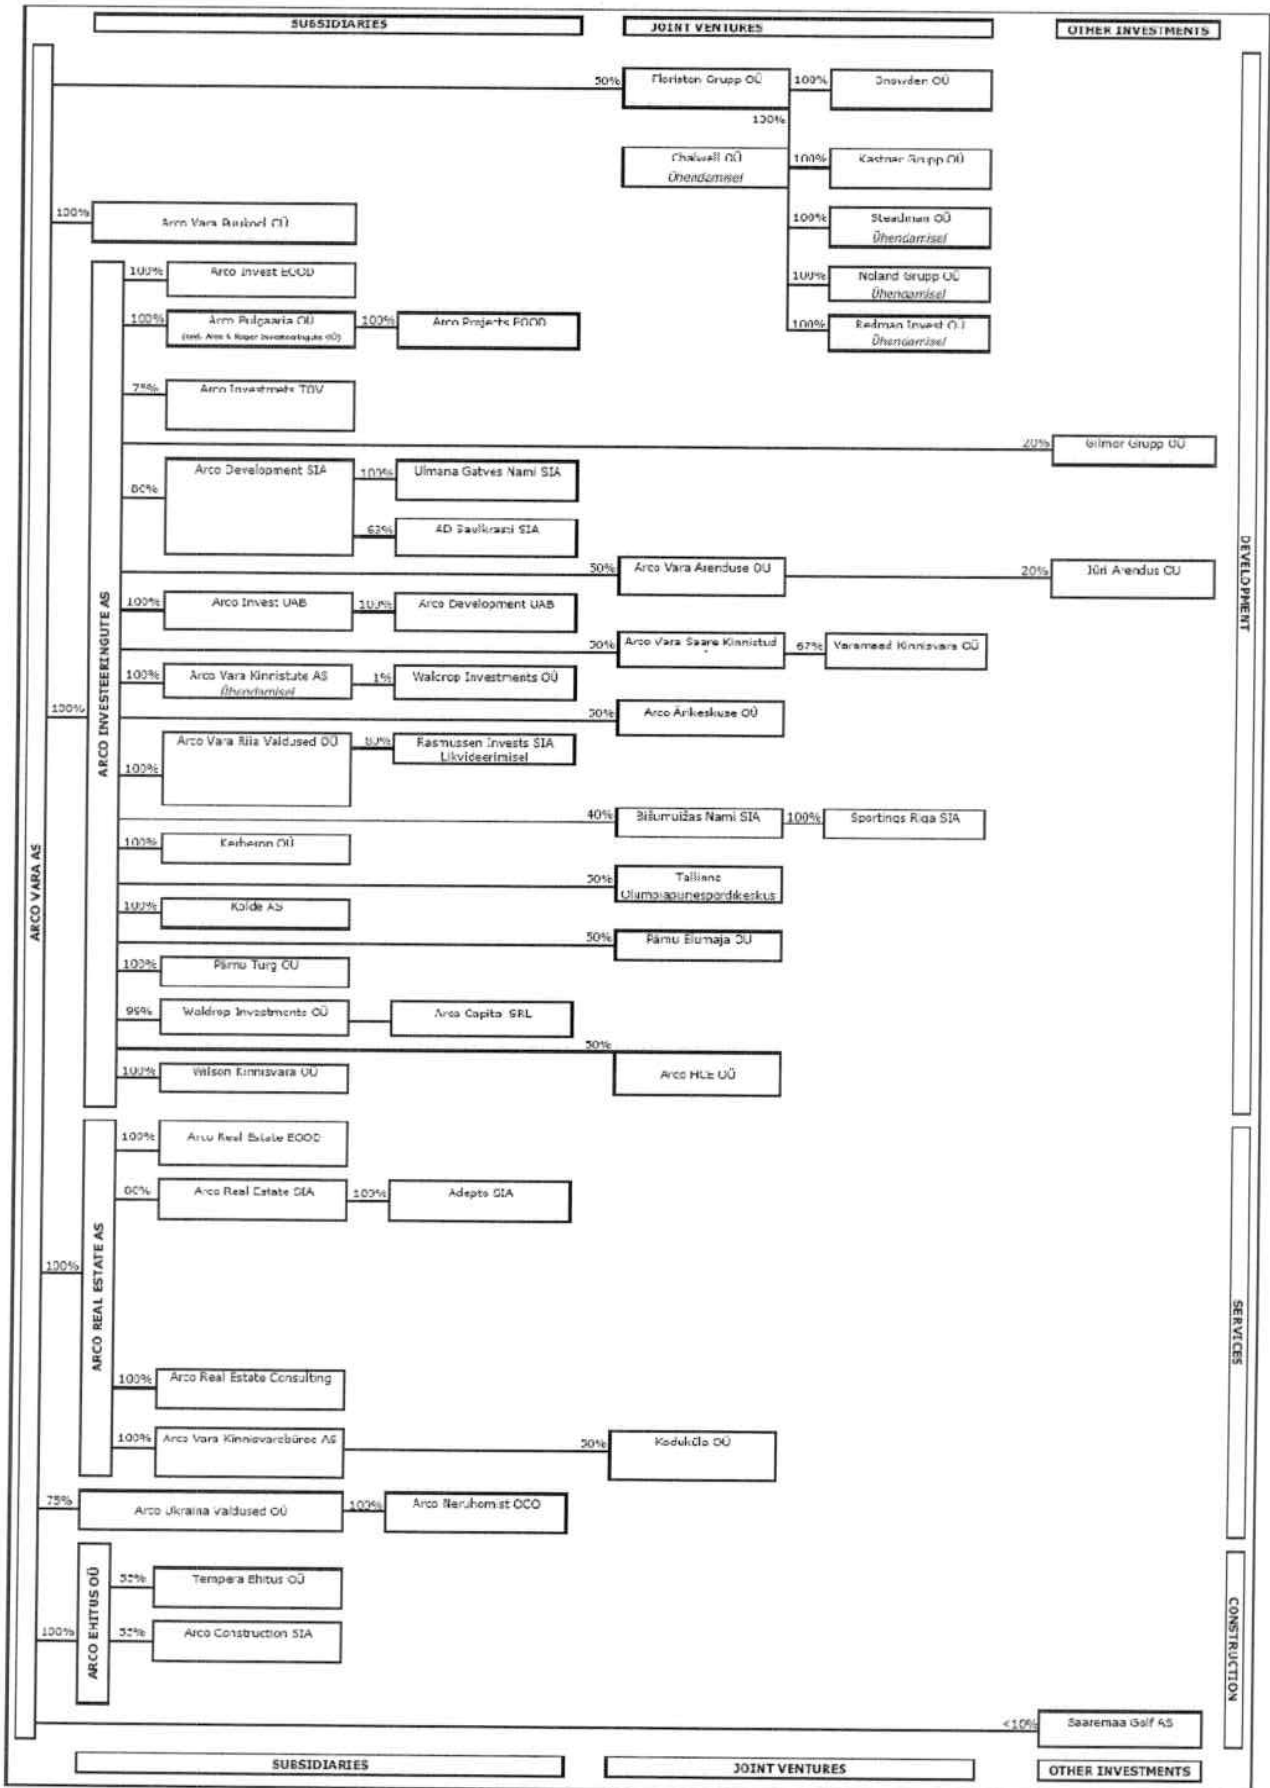 SUBSIDIARIES
JOINT VENTURES
OTHER INVESTMENTS
50%
Floriston Grupp OÜ
100%
Snowden OÜ
100%
Chalwell OÜ
Ühendamisel
100%
Kastner Grupp OÜ
100%
Arco Vara Puukool OÜ
100%
Steadman OÜ
Ühendamisel
100%
Arco Invest EOOD
100%
Noland Grupp OÜ
Ühendamisel
100%
Arco Bulgaaria OÜ
100%
Arco Projects EOOD
100%
Redman Invest OÜ
Ühendamisel
75%
Arco Investmets TOV
20%
Gilmor Grupp OÜ
Arco Development SIA
100%
Ulmana Gatves Nami SIA
80%
AD Saulkrasti SIA
50%
Arco Vara Arenduse OÜ
20%
Jüri Arendus OÜ
100%
Arco Invest UAB
100%
Arco Development UAB
50%
Arco Vara Saare Kinnistud
67%
Varamaad Kinnisvara OÜ
100%
Arco Vara Kinnistute AS
Ühendamisel
1%
Walcrop Investments OÜ
50%
Arco Ärikeskuse OÜ
100%
Arco Vara Riia Valdused OÜ
Rasmussen Invests SIA
Likvideerimisel
40%
Bišumuižas Nami SIA
100%
Sportings Riga SIA
100%
Kerberon OÜ
50%
Tallinna
Olümpiapurjespordikeskus
100%
Kolde AS
50%
Pärnu Elumaja OÜ
100%
Pärnu Turg OÜ
99%
Waldrop Investments OÜ
Arco Capital SRL
50%
Arco HCE OÜ
100%
Wilson Kinnisvara OÜ
100%
Arco Real Estate EOOD
80%
Arco Real Estate SIA
100%
Adepto SIA
100%
Arco Real Estate Consulting
100%
Arco Vara Kinnisvarabüroo AS
50%
Koduküla OÜ
75%
Arco Ukraina Valdused OÜ
100%
Arco Neruhomist OCO
Tempera Ehitus OÜ
Arco Construction SIA
<10%
Saaremaa Golf AS
ARCO VARA AS
100%
ARCO INVESTEERINGUTE AS
100%
ARCO REAL ESTATE AS
100%
ARCO EHITUS OÜ
DEVELOPMENT
SERVICES
CONSTRUCTION
SUBSIDIARIES
JOINT VENTURES
OTHER INVESTMENTS